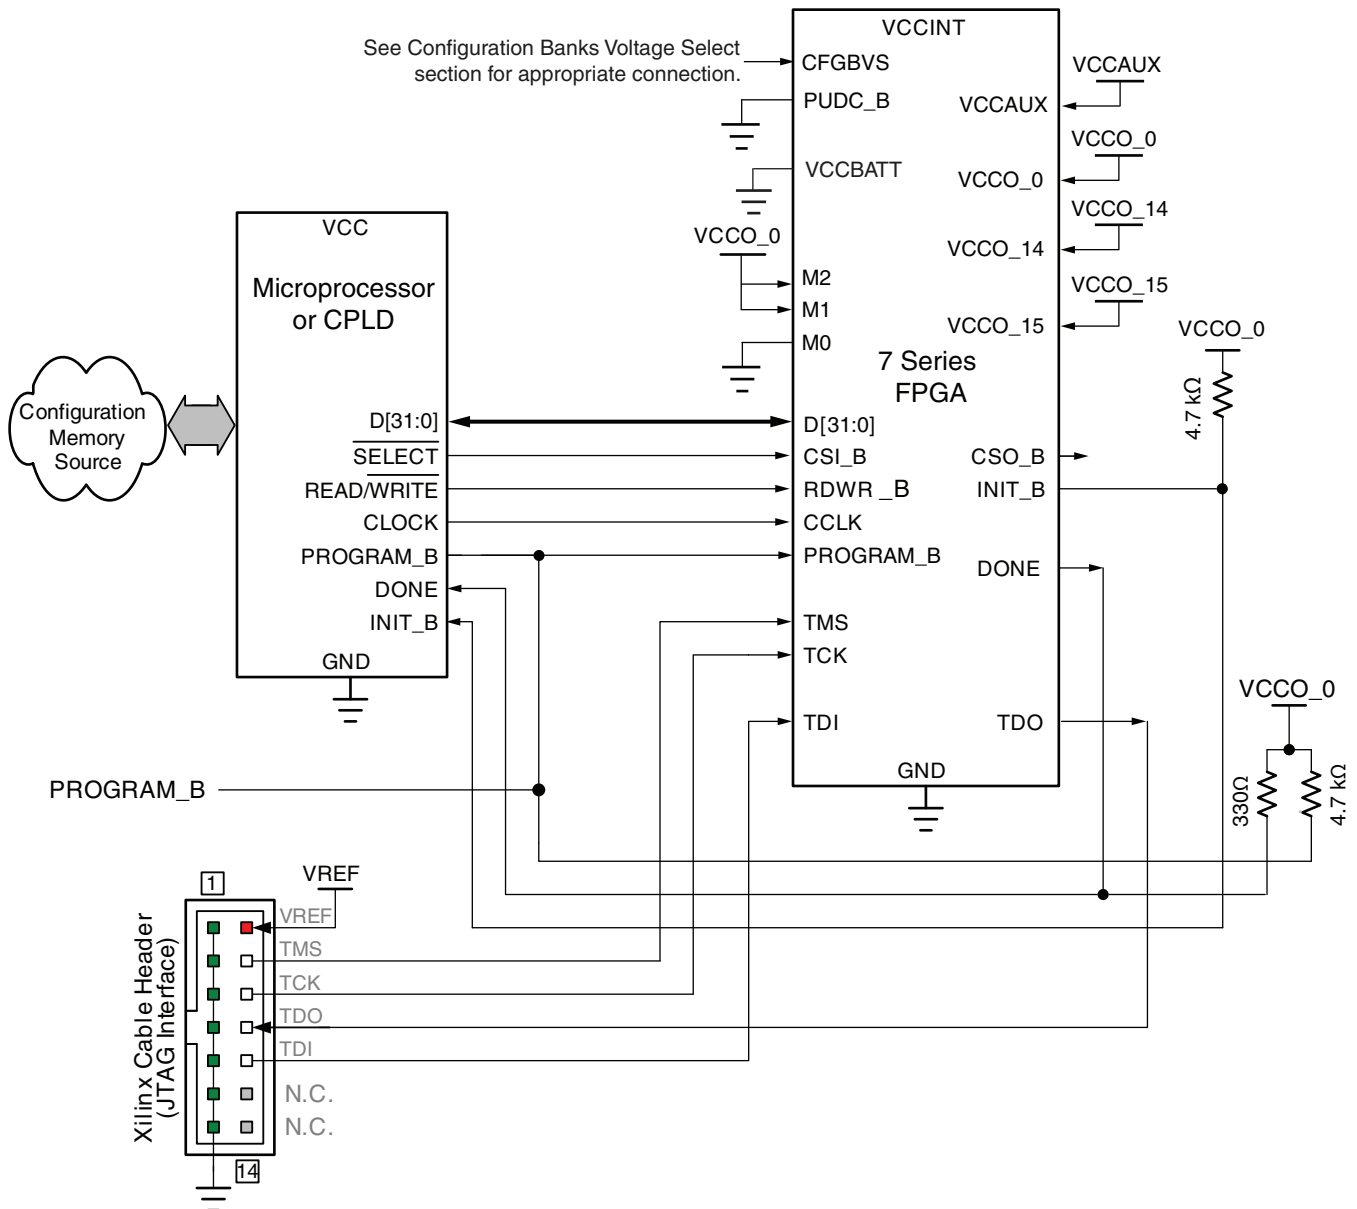 VCCINT
See Configuration Banks Voltage Select
section for appropriate connection.
CFGBVS
PUDC_B
VCCBATT
VCCO_0
M2
M1
M0
VCCAUX
VCCAUX
VCCO_0
VCCO_0
VCCO_14
VCCO_14
VCCO_15
VCCO_15
7 Series
FPGA
VCCO_0
4.7 kΩ
VCC
Microprocessor
or CPLD
Configuration
Memory
Source
D[31:0]
SELECT
READ/WRITE
CLOCK
PROGRAM_B
DONE
INIT_B
GND
D[31:0]
CSI_B
RDWR _B
CCLK
PROGRAM_B
TMS
TCK
TDI
CSO_B
INIT_B
DONE
TDO
GND
VCCO_0
330Ω
4.7 kΩ
PROGRAM_B
1
VREF
VREF
TMS
TCK
TDO
TDI
N.C.
N.C.
14
Xilinx Cable Header
(JTAG Interface)